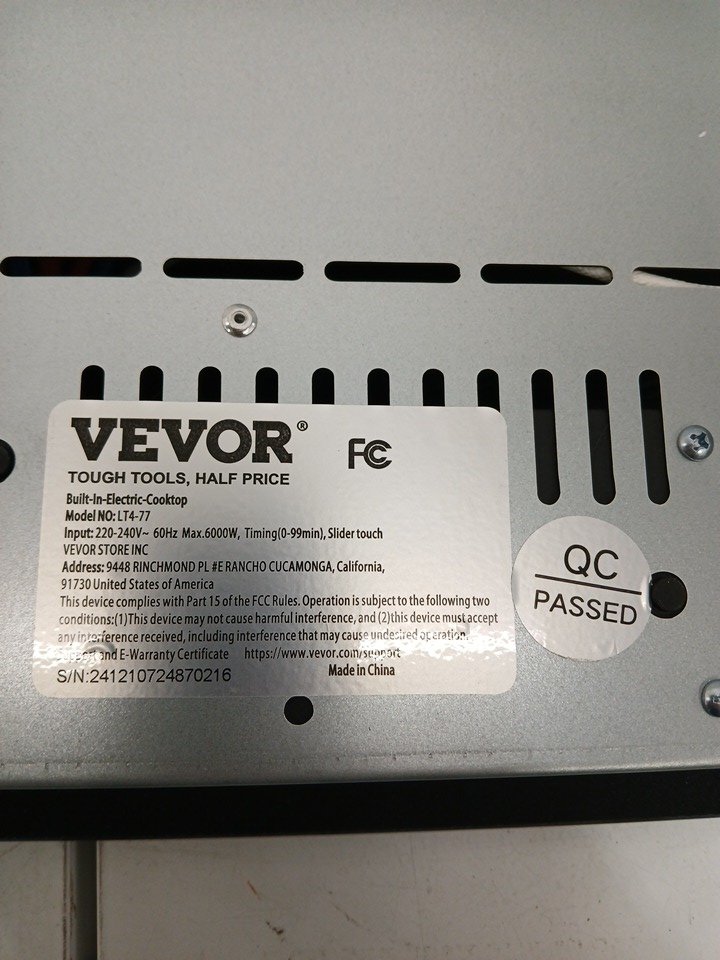 VEVOR®
FC
TOUGH TOOLS, HALF PRICE
Built-In-Electric-Cooktop
Model NO: LT4-77
Input: 220-240V~ 60Hz Max.6000W, Timing(0-99min), Slider touch
VEVOR STORE INC
Address: 9448 RINCHMOND PL #E RANCHO CUCAMONGA, California,
91730 United States of America
This device complies with Part 15 of the FCC Rules. Operation is subject to the following two
conditions:(1)This device may not cause harmful interference, and (2)this device must accept
any interference received, including interference that may cause undesired operation.
Support and E-Warranty Certificate https://www.vevor.com/support
S/N:241210724870216
Made in China
QC
PASSED